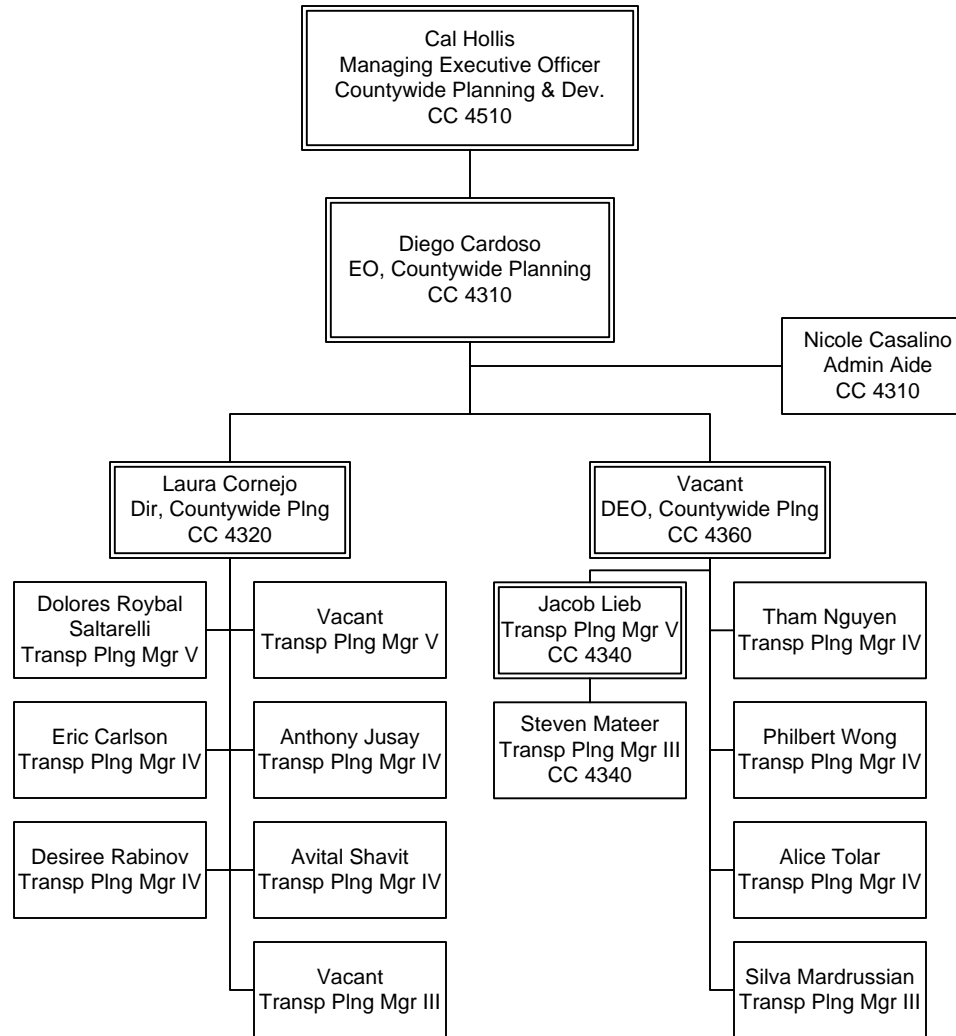 Cal Hollis
Managing Executive Officer
Countywide Planning & Dev.
CC 4510
Diego Cardoso
EO, Countywide Planning
CC 4310
Nicole Casalino
Admin Aide
CC 4310
Laura Cornejo
Dir, Countywide Plng
CC 4320
Vacant
DEO, Countywide Plng
CC 4360
Dolores Roybal
Saltarelli
Transp Plng Mgr V
Vacant
Transp Plng Mgr V
Jacob Lieb
Transp Plng Mgr V
CC 4340
Tham Nguyen
Transp Plng Mgr IV
Eric Carlson
Transp Plng Mgr IV
Anthony Jusay
Transp Plng Mgr IV
Steven Mateer
Transp Plng Mgr III
CC 4340
Philbert Wong
Transp Plng Mgr IV
Desiree Rabinov
Transp Plng Mgr IV
Avital Shavit
Transp Plng Mgr IV
Alice Tolar
Transp Plng Mgr IV
Vacant
Transp Plng Mgr III
Silva Mardrussian
Transp Plng Mgr III